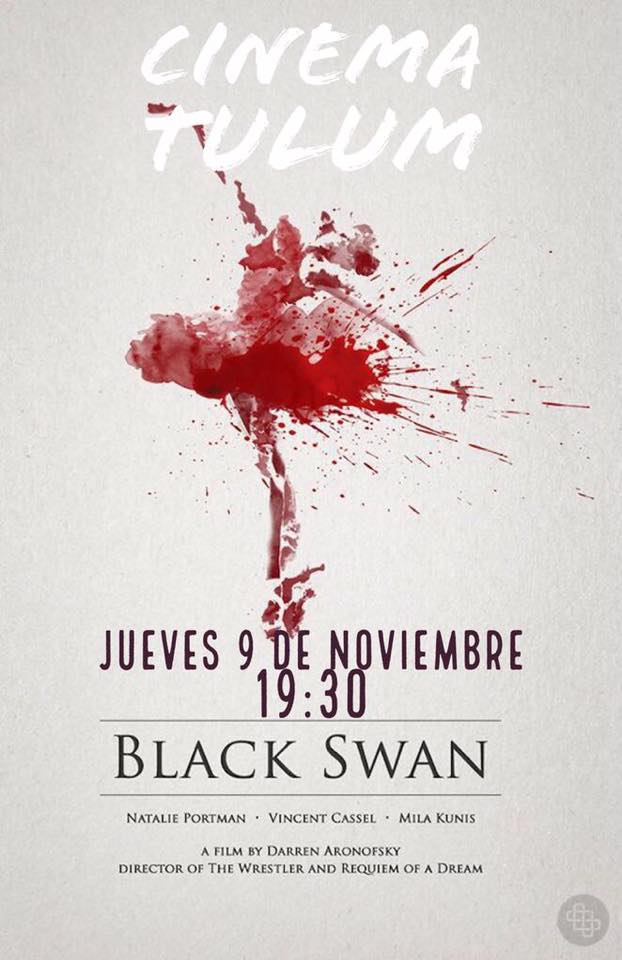 CINEMA
TULUM
JUEVES 9 DE NOVIEMBRE
19:30
BLACK SWAN
NATALIE PORTMAN · VINCENT CASSEL · MILA KUNIS
A FILM BY DARREN ARONOFSKY
DIRECTOR OF THE WRESTLER AND REQUIEM OF A DREAM